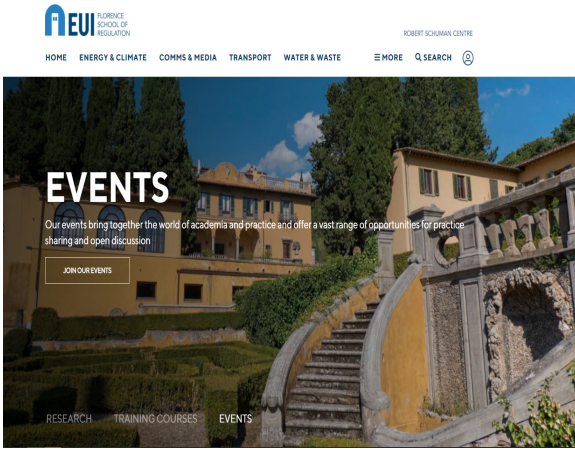 EUI
FLORENCE
SCHOOL OF
REGULATION
ROBERT SCHUMAN CENTRE
HOME ENERGY & CLIMATE COMMS & MEDIA TRANSPORT WATER & WASTE MORE SEARCH
EVENTS
Our events bring together the world of academia and practice and offer a vast range of opportunities for practice
sharing and open discussion
JOIN OUR EVENTS
RESEARCH TRAINING COURSES EVENTS